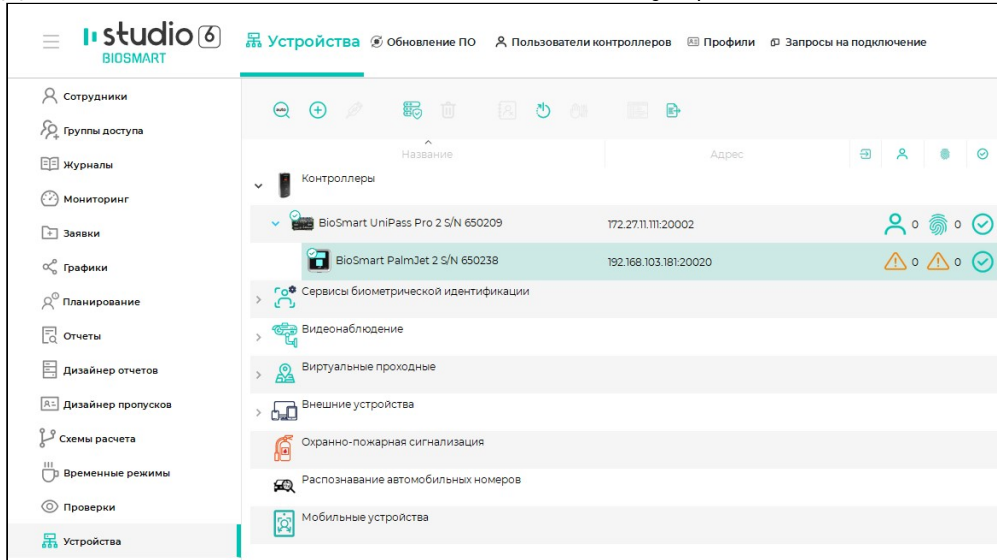 studio 6
BIOSMART
Устройства
Обновление ПО
Пользователи контроллеров
Профили
Запросы на подключение
Сотрудники
Группы доступа
Журналы
Мониторинг
Заявки
Графики
Планирование
Отчеты
Дизайнер отчетов
Дизайнер пропусков
Схемы расчета
Временные режимы
Проверки
Устройства
Название
Адрес
Контроллеры
BioSmart UniPass Pro 2 S/N 650209 172.27.11.111:20002 0 0
BioSmart PalmJet 2 S/N 650238 192.168.103.181:20020 0 0
Сервисы биометрической идентификации
Видеонаблюдение
Виртуальные проходные
Внешние устройства
Охранно-пожарная сигнализация
Распознавание автомобильных номеров
Мобильные устройства